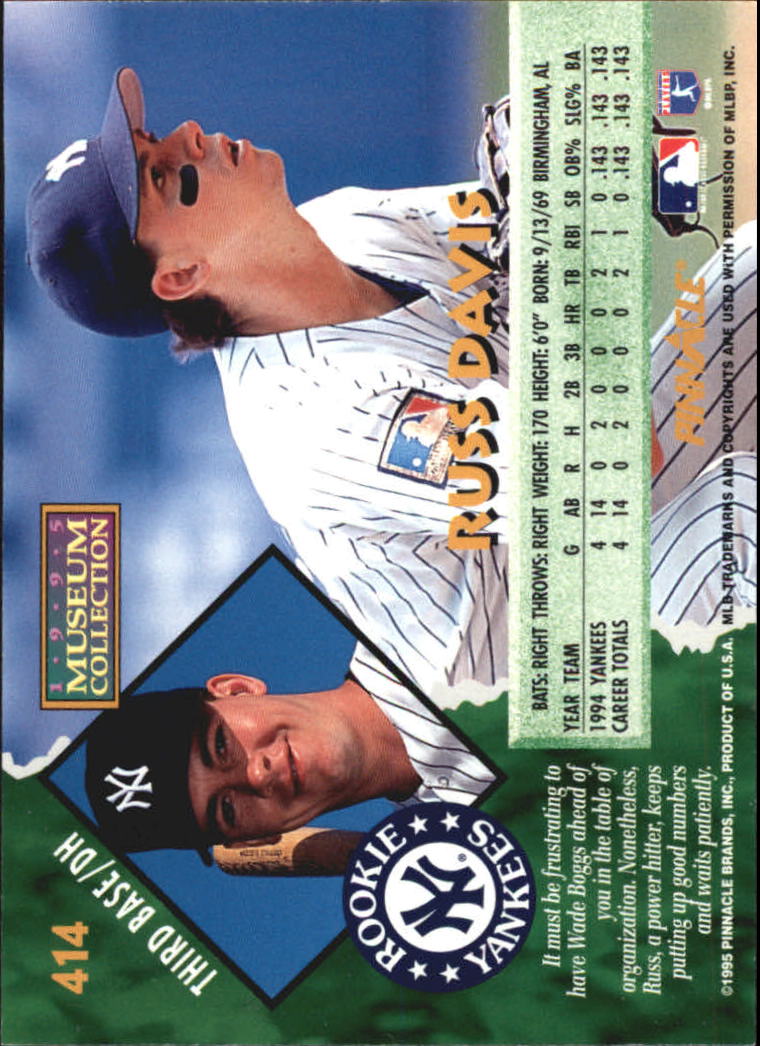 414
THIRD BASE/DH
1·9·9·5
MUSEUM
COLLECTION
ROOKIE
YANKEES
RUSS DAVIS
BATS: RIGHT THROWS: RIGHT WEIGHT: 170 HEIGHT: 6'0" BORN: 9/13/69 BIRMINGHAM, AL
YEAR TEAM G AB R H 2B 3B HR TB RBI SB OB% SLG% BA
1994 YANKEES 4 14 0 2 0 0 0 2 1 0 .143 .143 .143
CAREER TOTALS 4 14 0 2 0 0 0 2 1 0 .143 .143 .143
It must be frustrating to
have Wade Boggs ahead of
you in the table of
organization. Nonetheless,
Russ, a power hitter, keeps
putting up good numbers
and waits patiently.
PINNACLE
©1995 PINNACLE BRANDS, INC., PRODUCT OF U.S.A. MLB TRADEMARKS AND COPYRIGHTS ARE USED WITH PERMISSION OF MLBP, INC.